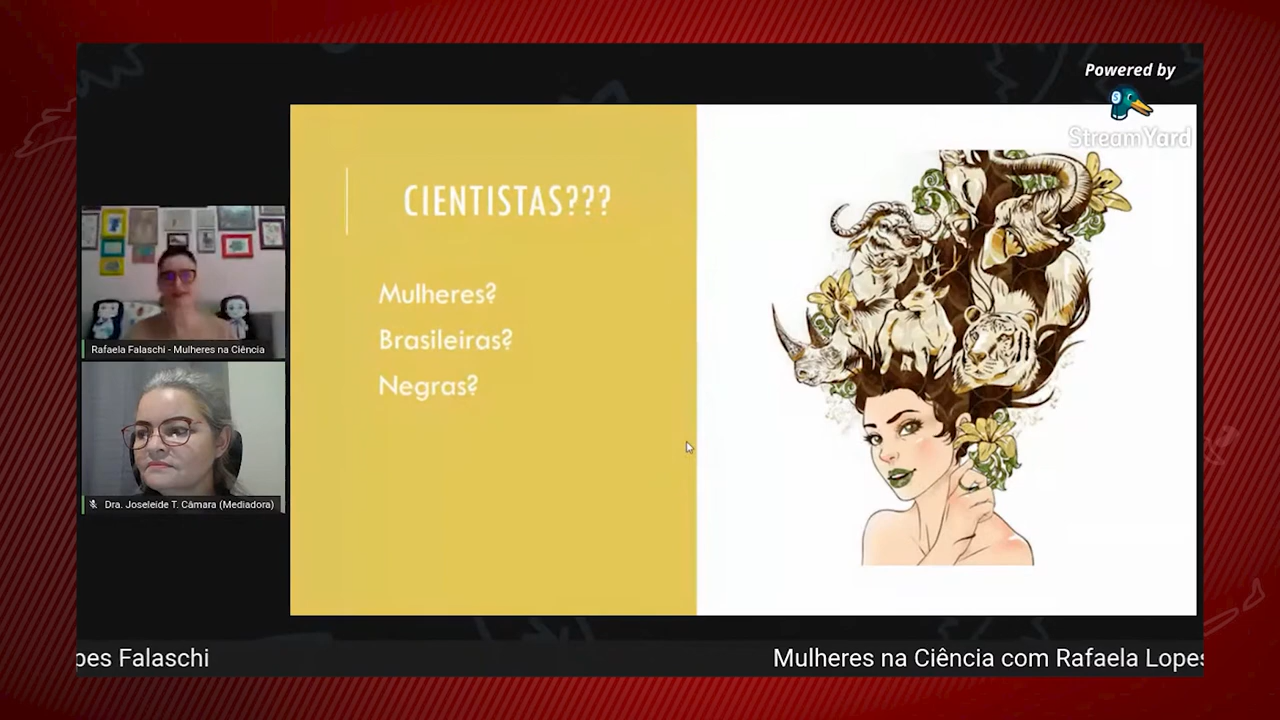 Powered by
StreamYard
CIENTISTAS???
Mulheres?
Brasileiras?
Negras?
Rafaela Falaschi - Mulheres na Ciência
Dra. Joseleide T. Câmara (Mediadora)
pes Falaschi
Mulheres na Ciência com Rafaela Lopes